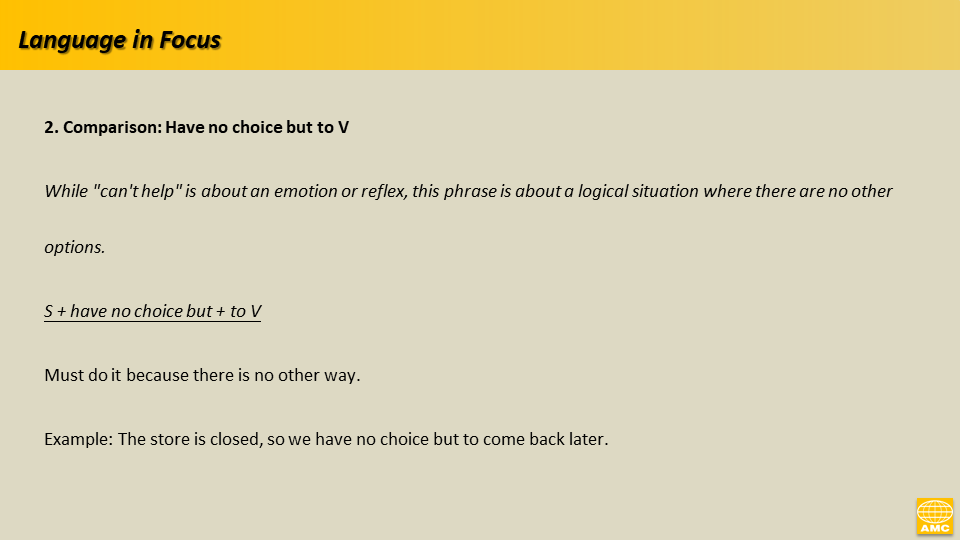 Language in Focus
2. Comparison: Have no choice but to V
While "can't help" is about an emotion or reflex, this phrase is about a logical situation where there are no other
options.
S + have no choice but + to V
Must do it because there is no other way.
Example: The store is closed, so we have no choice but to come back later.
AMC